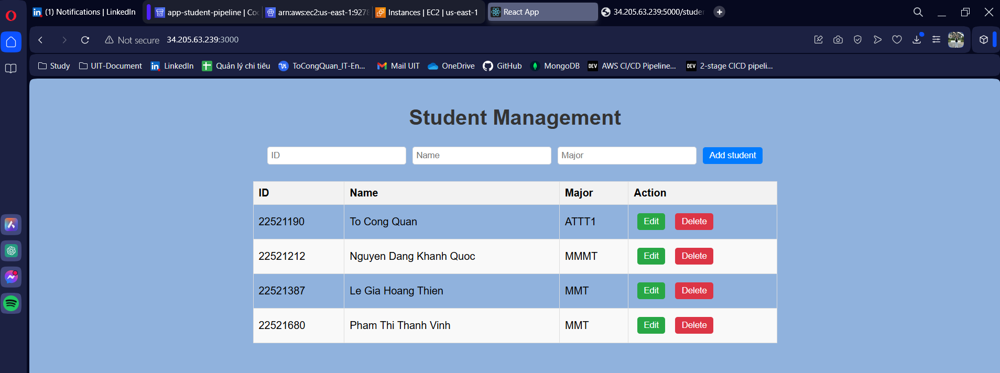 (1) Notifications | LinkedIn
app-student-pipeline | Coc
arn:aws:ec2:us-east-1:9278
Instances | EC2 | us-east-1
React App
34.205.63.239:5000/studen
Not secure 34.205.63.239:3000
Study
UIT-Document
LinkedIn
Quản lý chi tiêu
ToCongQuan_IT-En...
Mail UIT
OneDrive
GitHub
MongoDB
DEV AWS CI/CD Pipeline...
DEV 2-stage CICD pipeli...
Student Management
ID Name Major Add student
ID Name Major Action
22521190 To Cong Quan ATTT1 Edit Delete
22521212 Nguyen Dang Khanh Quoc MMMT Edit Delete
22521387 Le Gia Hoang Thien MMT Edit Delete
22521680 Pham Thi Thanh Vinh MMT Edit Delete